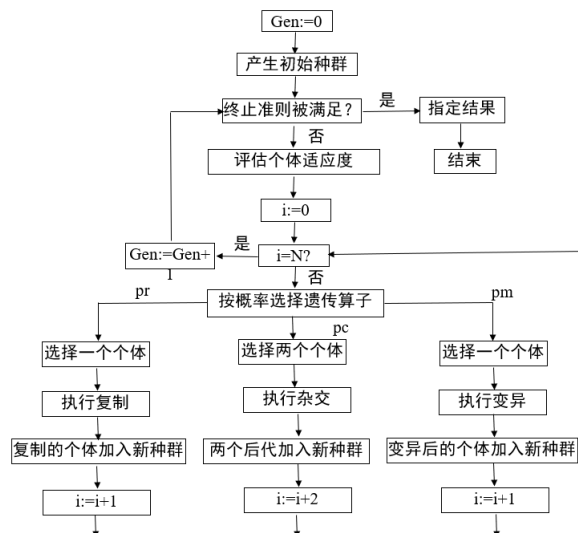 Gen:=0
产生初始种群
终止准则被满足？
是
指定结果
否
结束
评估个体适应度
i:=0
是
Gen:=Gen+
1
i=N?
否
pr
按概率选择遗传算子
pm
pc
选择一个个体
选择两个个体
选择一个个体
执行复制
执行杂交
执行变异
复制的个体加入新种群
两个后代加入新种群
变异后的个体加入新种群
i:=i+1
i:=i+2
i:=i+1